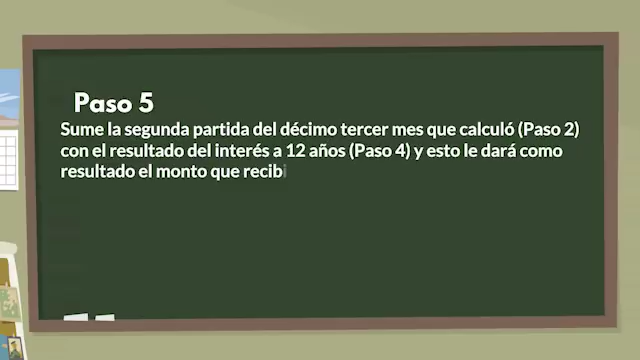 Paso 5
Sume la segunda partida del décimo tercer mes que calculó (Paso 2)
con el resultado del interés a 12 años (Paso 4) y esto le dará como
resultado el monto que recibi